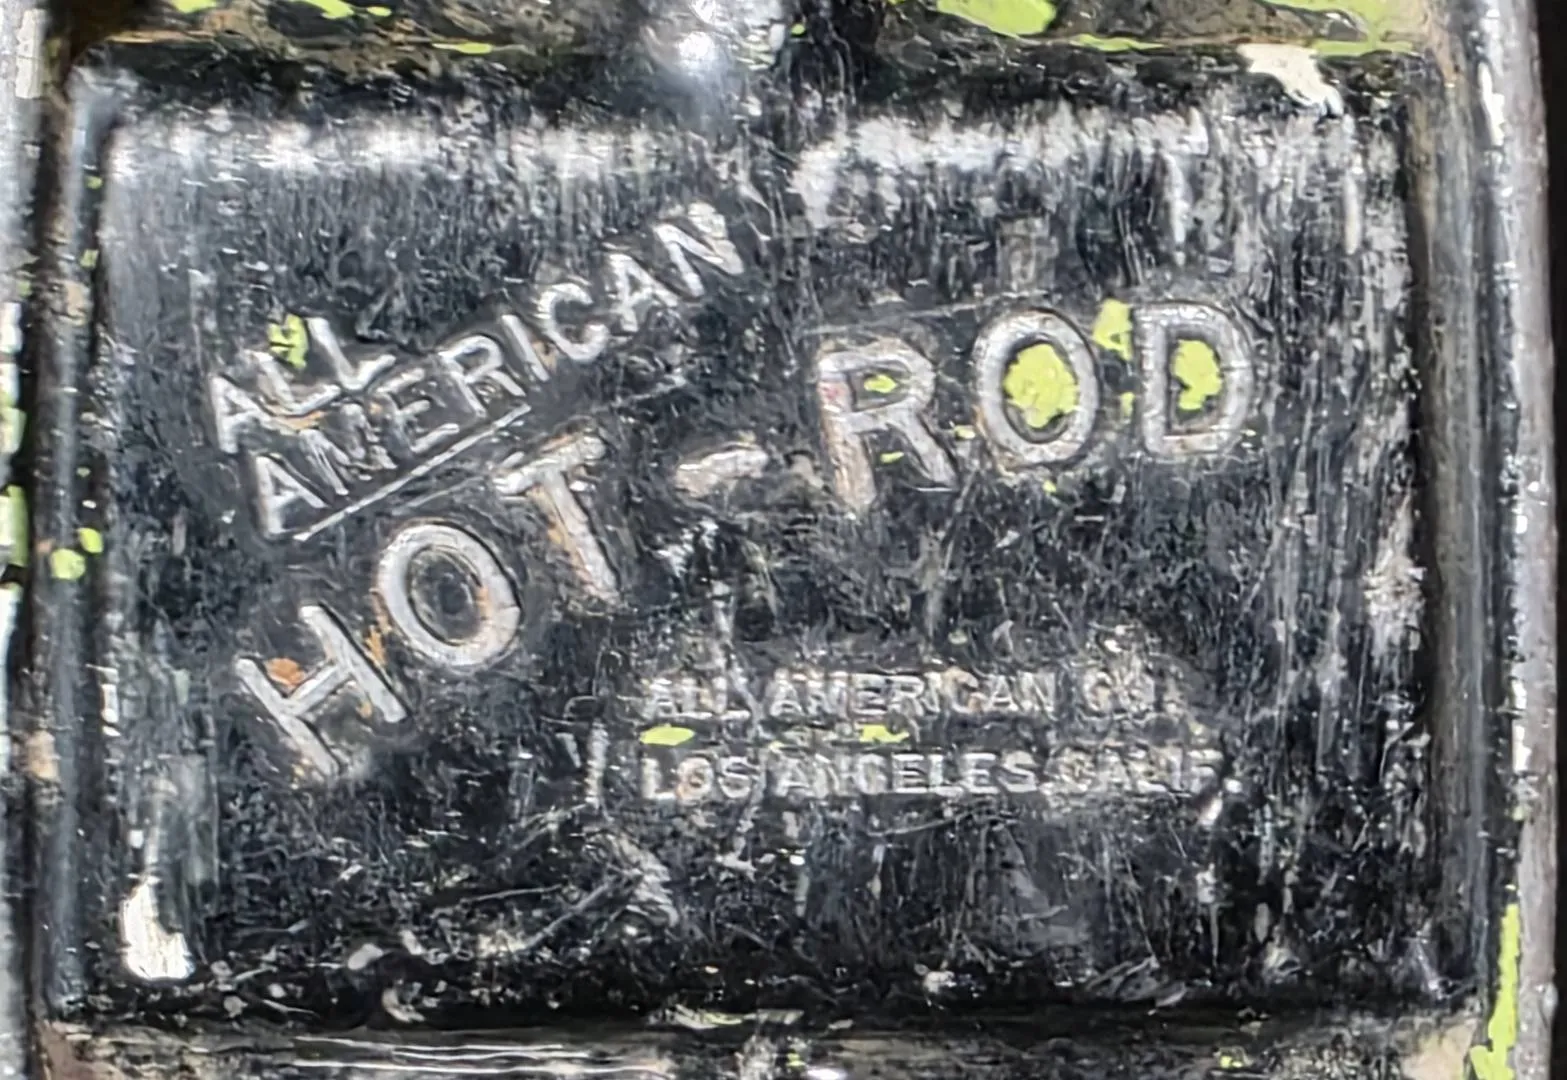 ALL
AMERICAN
HOT-ROD
ALL AMERICAN CO.
LOS ANGELES, CALIF.